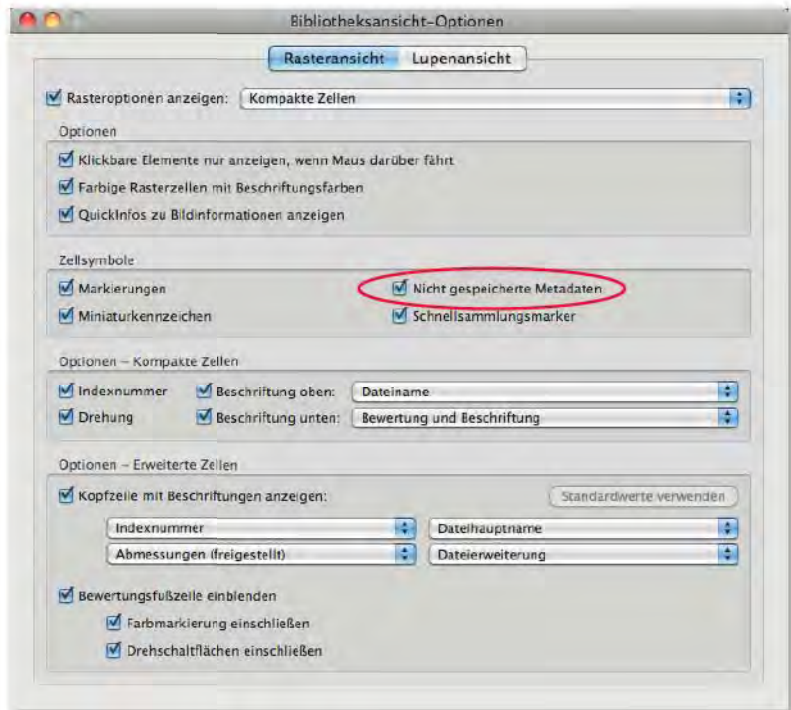 Bibliotheksansicht-Optionen
Rasteransicht Lupenansicht
Rasteroptionen anzeigen: Kompakte Zellen
Optionen
Klickbare Elemente nur anzeigen, wenn Maus darüber fährt
Farbige Rasterzellen mit Beschriftungsfarben
QuickInfos zu Bildinformationen anzeigen
Zellsymbole
Markierungen Nicht gespeicherte Metadaten
Miniaturkennzeichen Schnellsammlungsmarker
Optionen – Kompakte Zellen
Indexnummer Beschriftung oben: Dateiname
Drehung Beschriftung unten: Bewertung und Beschriftung
Optionen – Erweiterte Zellen
Kopfzeile mit Beschriftungen anzeigen: Standardwerte verwenden
Indexnummer Dateihauptname
Abmessungen (freigestellt) Dateierweiterung
Bewertungsfußzeile einblenden
Farbmarkierung einschließen
Drehschaltflächen einschließen